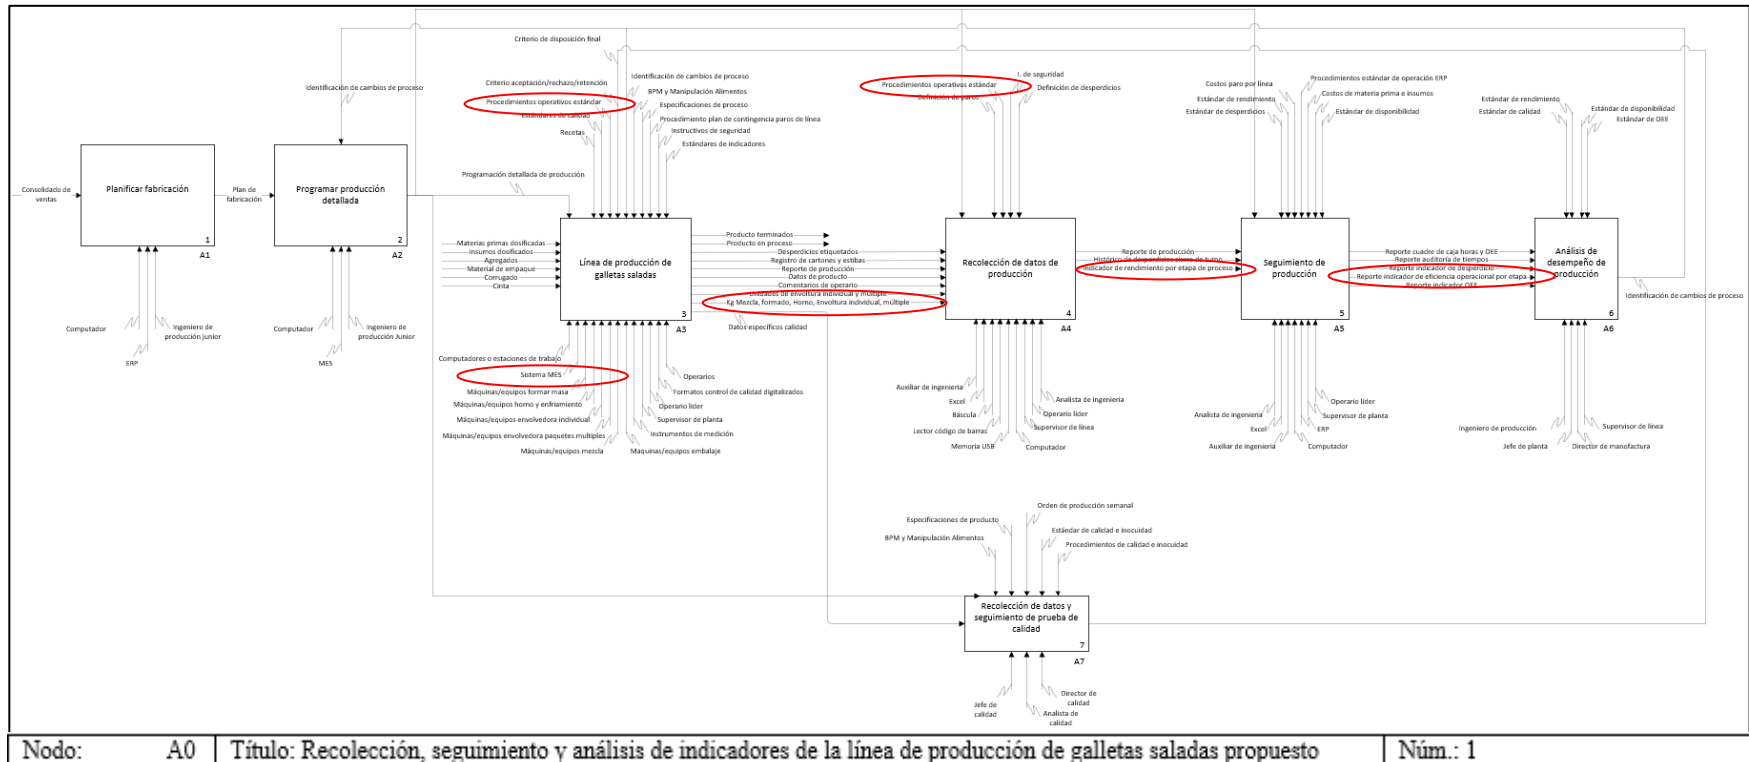 Criterio de disposición final
Identificación de cambios de proceso
Criterio aceptación/rechazo/retención
Identificación de cambios de proceso
BPM y Manipulación Alimentos
Procedimientos operativos estándar
Especificaciones de proceso
Estándares de calidad
Procedimiento plan de contingencia paros de línea
Recetas
Instructivos de seguridad
Estándares de indicadores
Procedimientos operativos estándar
I. de seguridad
Definición de paros
Definición de desperdicios
Costos paro por línea
Procedimientos estándar de operación ERP
Estándar de rendimiento
Costos de materia prima e insumos
Estándar de desperdicios
Estándar de disponibilidad
Estándar de rendimiento
Estándar de disponibilidad
Estándar de calidad
Estándar de OEE
Consolidado de
ventas
Planificar fabricación
1
A1
Plan de
fabricación
Programar producción
detallada
2
A2
Programación detallada de producción
Materias primas dosificadas
Insumos dosificados
Agregados
Material de empaque
Corrugado
Cinta
Línea de producción de
galletas saladas
3
A3
Producto terminados
Producto en proceso
Desperdicios etiquetados
Registro de cartones y estibas
Reporte de producción
Datos de producto
Comentarios de operario
Unidades de envoltura individual y múltiple
Kg Mezcla, formado, Horno, Envoltura individual, múltiple
Datos específicos calidad
Recolección de datos de
producción
4
A4
Reporte de producción
Histórico de desperdicios cierre de turno
Indicador de rendimiento por etapa de proceso
Seguimiento de
producción
5
A5
Reporte cuadre de caja horas y OEE
Reporte auditoría de tiempos
Reporte indicador de desperdicio
Reporte indicador de eficiencia operacional por etapa
Reporte indicador OEE
Análisis de
desempeño de
producción
6
A6
Identificación de cambios de proceso
Computador
Ingeniero de
producción junior
ERP
Computador
Ingeniero de
producción Junior
MES
Computadores o estaciones de trabajo
Sistema MES
Operarios
Máquinas/equipos formar masa
Formatos control de calidad digitalizados
Máquinas/equipos horno y enfriamiento
Operario líder
Máquinas/equipos envolvedora individual
Supervisor de planta
Máquinas/equipos envolvedora paquetes multiples
Instrumentos de medición
Máquinas/equipos mezcla
Maquinas/equipos embalaje
Auxiliar de ingeniería
Excel
Analista de ingeniería
Báscula
Operario líder
Lector código de barras
Supervisor de línea
Memoria USB
Computador
Operario líder
Analista de ingeniería
Supervisor de planta
Excel
ERP
Auxiliar de ingeniería
Computador
Ingeniero de producción
Supervisor de línea
Jefe de planta
Director de manofactura
Orden de producción semanal
Especificaciones de producto
Estándar de calidad e inocuidad
BPM y Manipulación Alimentos
Procedimientos de calidad e inocuidad
Recolección de datos y
seguimiento de prueba de
calidad
7
A7
Jefe de
calidad
Director de
calidad
Analista de
calidad
Nodo: A0 Título: Recolección, seguimiento y análisis de indicadores de la línea de producción de galletas saladas propuesto Núm.: 1